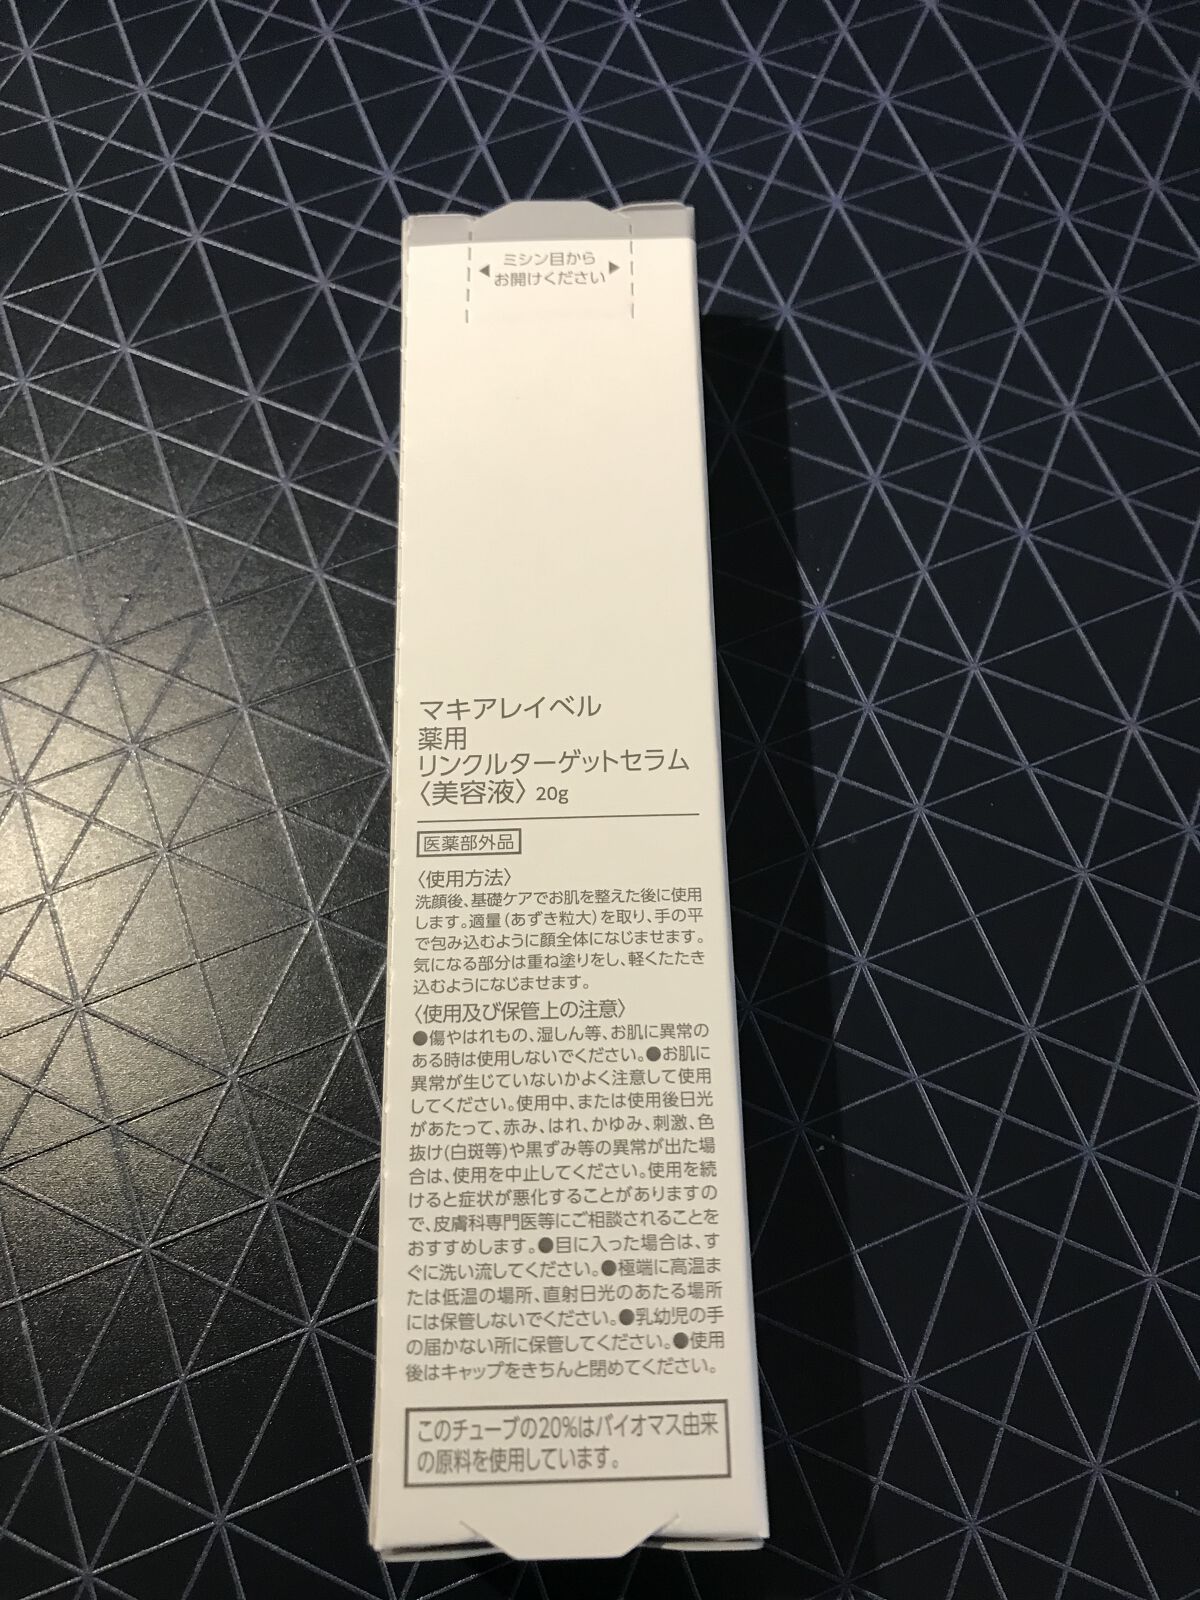 ミシン目から
◀お開けください▶
マキアレイベル
薬用
リンクルターゲットセラム
〈美容液〉20g
医薬部外品
〈使用方法〉
洗顔後、基礎ケアでお肌を整えた後に使用
します。適量(あずき粒大)を取り、手の平
で包み込むように顔全体になじませます。
気になる部分は重ね塗りをし、軽くたたき
込むようになじませます。
〈使用及び保管上の注意〉
●傷やはれもの、湿しん等、お肌に異常の
ある時は使用しないでください。●お肌に
異常が生じていないかよく注意して使用
してください。使用中、または使用後日光
があたって、赤み、はれ、かゆみ、刺激、色
抜け(白斑等)や黒ずみ等の異常が出た場
合は、使用を中止してください。使用を続
けると症状が悪化することがありますの
で、皮膚科専門医等にご相談されることを
おすすめします。●目に入った場合は、す
ぐに洗い流してください。●極端に高温ま
たは低温の場所、直射日光のあたる場所
には保管しないでください。●乳幼児の手
の届かない所に保管してください。●使用
後はキャップをきちんと閉めてください。
このチューブの20%はバイオマス由来
の原料を使用しています。